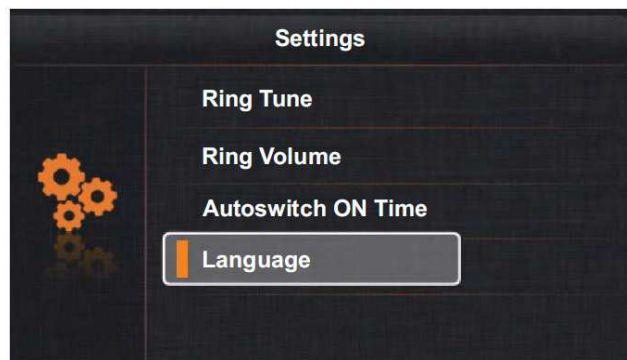 Settings
Ring Tune
Ring Volume
Autoswitch ON Time
Language